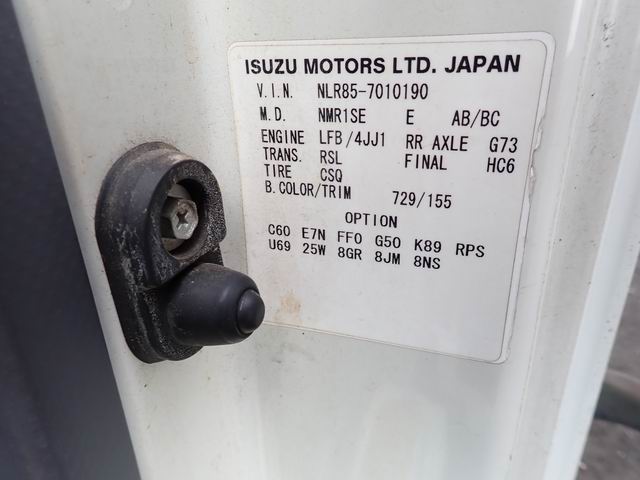 ISUZU MOTORS LTD. JAPAN
V.I.N. NLR85-7010190
M.D. NMR1SE E AB/BC
ENGINE LFB/4JJ1 RR AXLE G73
TRANS. RSL FINAL HC6
TIRE CSQ
B.COLOR/TRIM 729/155
OPTION
C60 E7N FF0 G50 K89 RPS
U69 25W 8GR 8JM 8NS